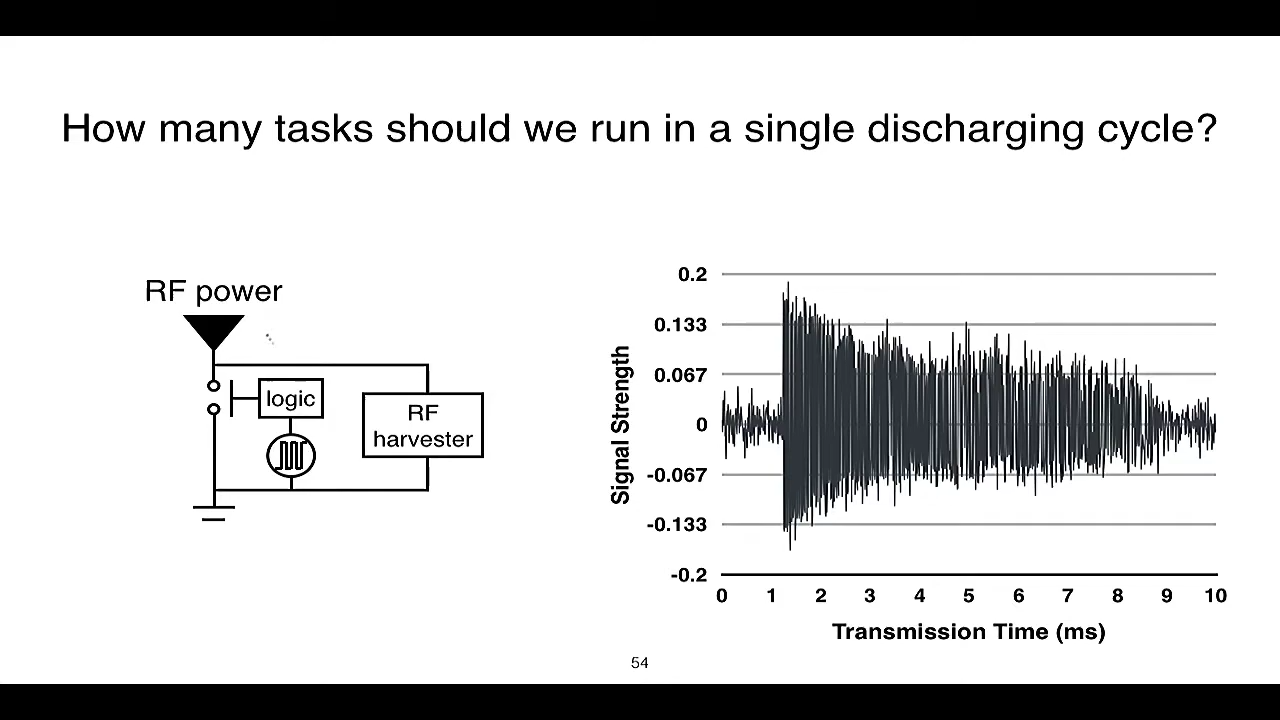 How many tasks should we run in a single discharging cycle?
RF power
logic
RF
harvester
Signal Strength
0.2
0.133
0.067
0
-0.067
-0.133
-0.2
0 1 2 3 4 5 6 7 8 9 10
Transmission Time (ms)
54